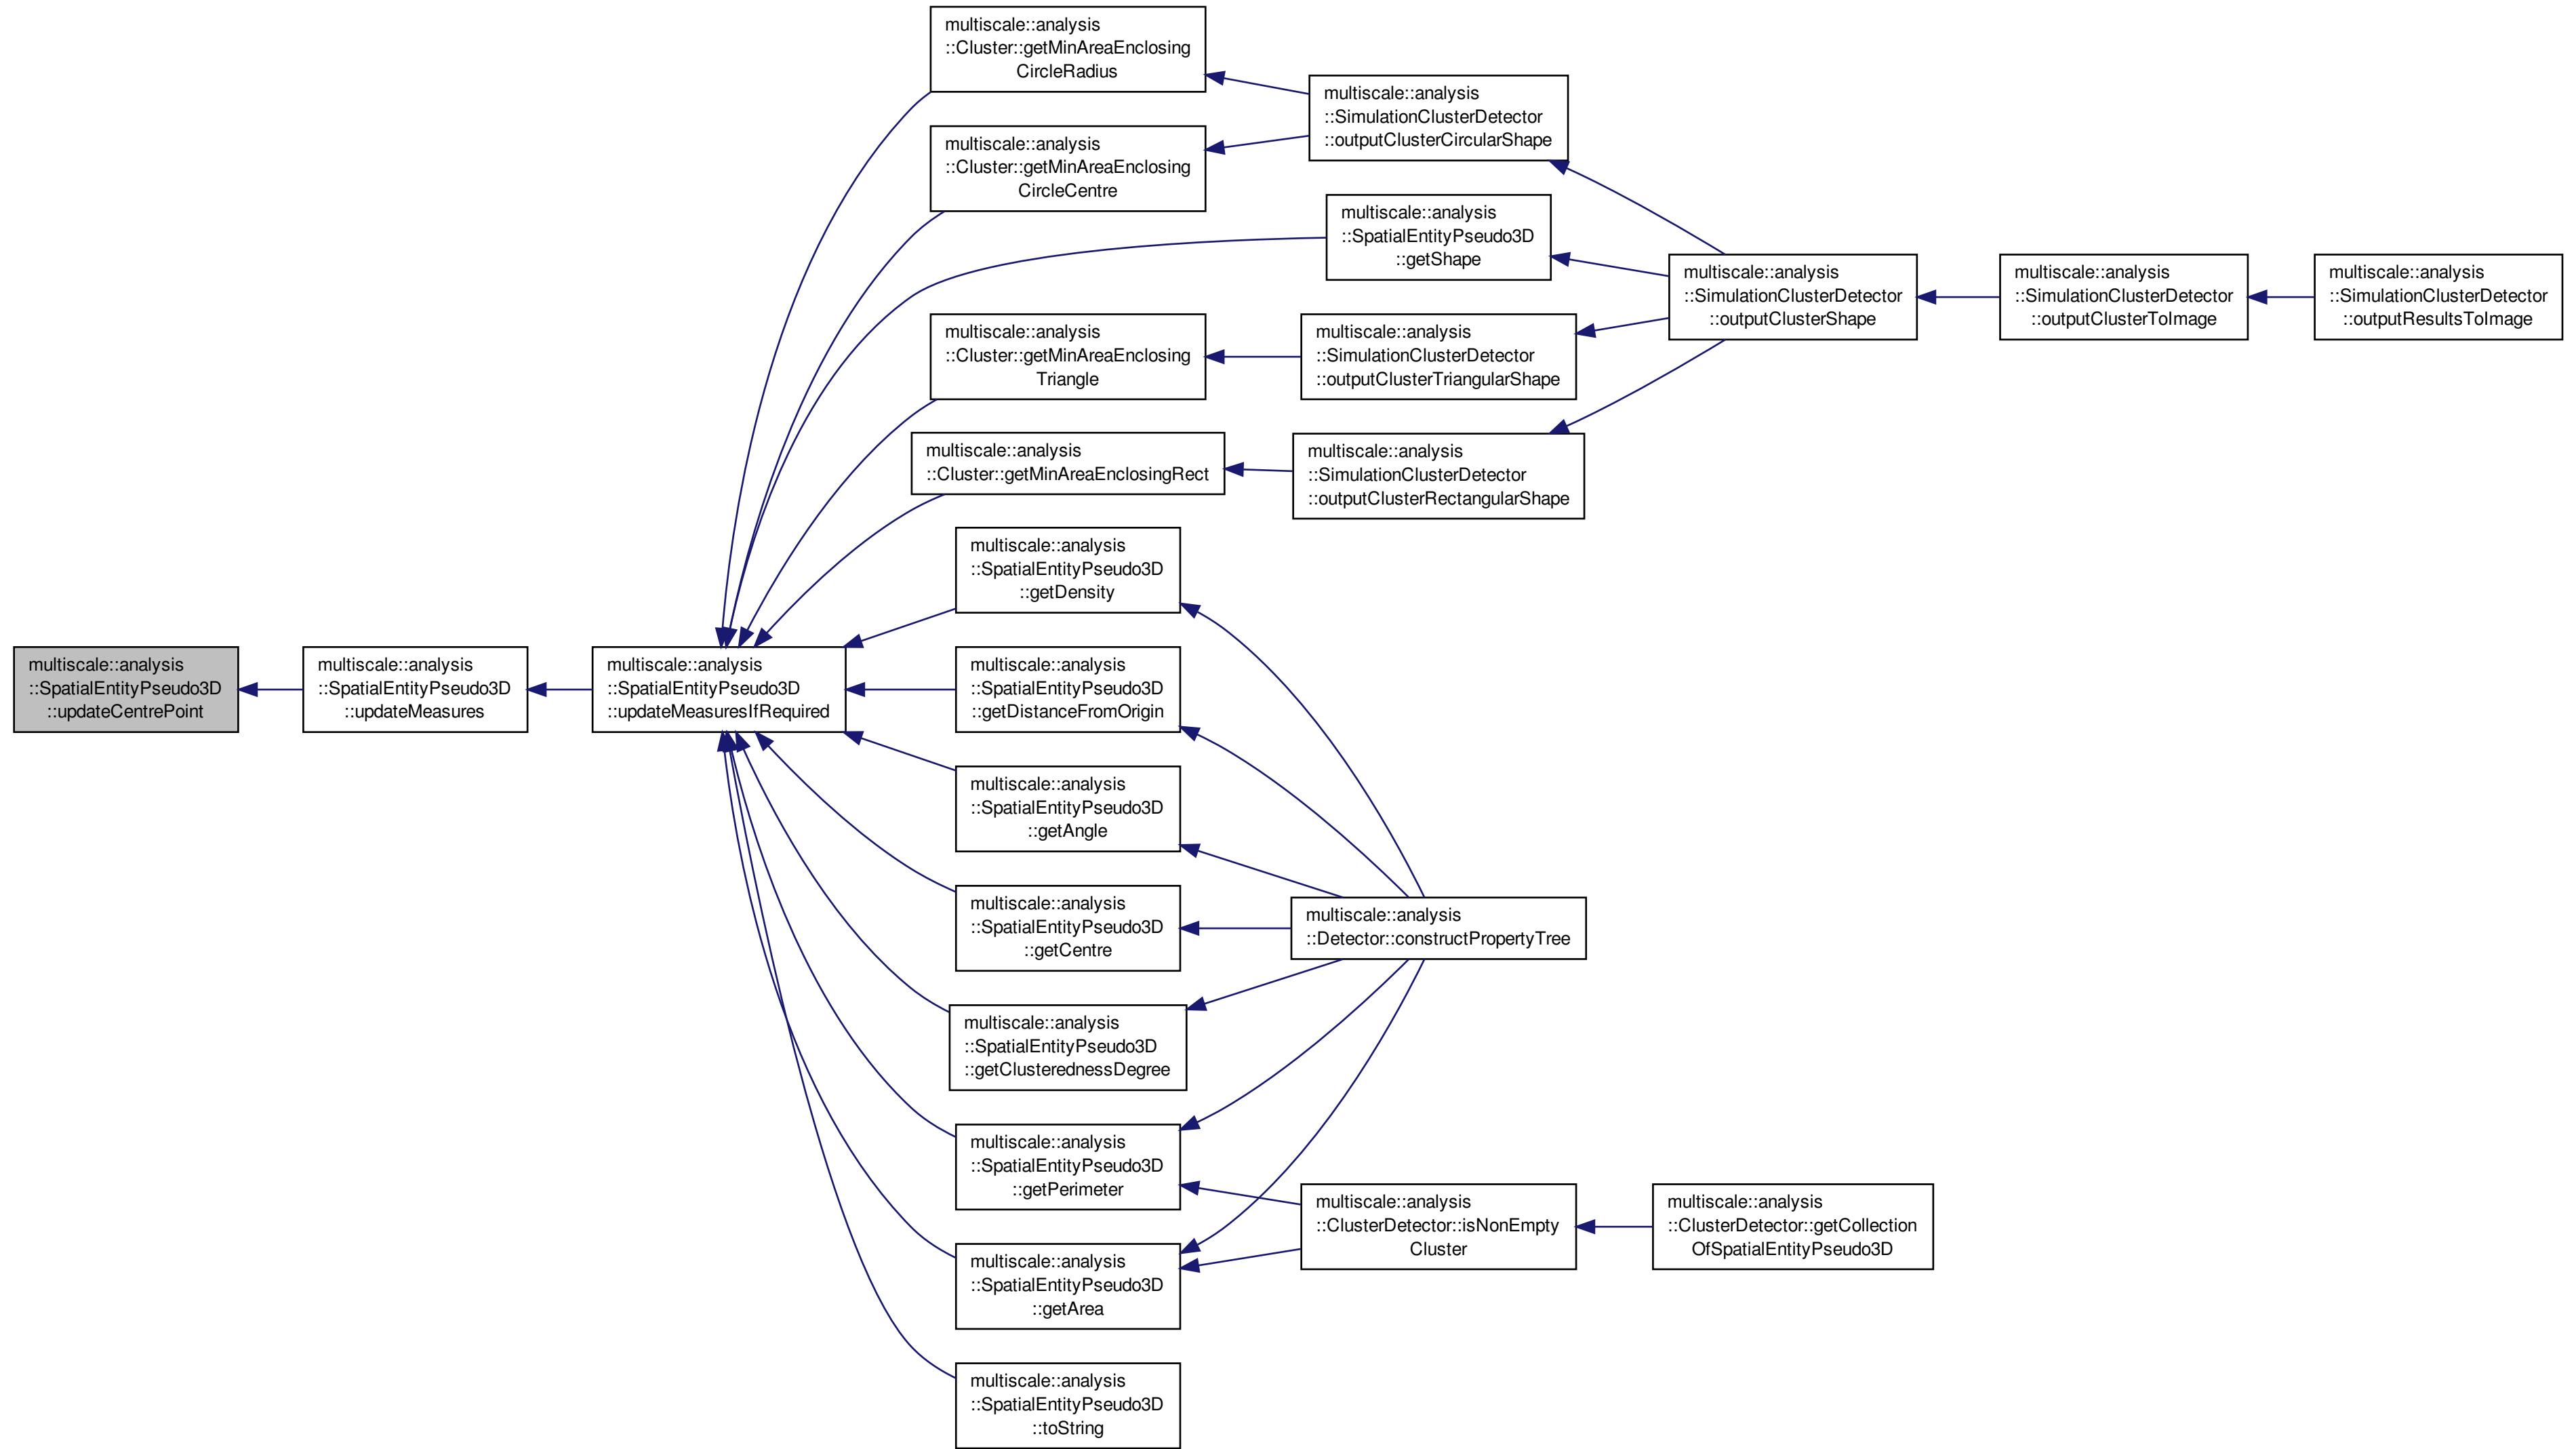 multiscale::analysis
::Cluster::getMinAreaEnclosing
CircleRadius
multiscale::analysis
::SimulationClusterDetector
::outputClusterCircularShape
multiscale::analysis
::Cluster::getMinAreaEnclosing
CircleCentre
multiscale::analysis
::SpatialEntityPseudo3D
::getShape
multiscale::analysis
::SimulationClusterDetector
::outputClusterShape
multiscale::analysis
::SimulationClusterDetector
::outputClusterToImage
multiscale::analysis
::SimulationClusterDetector
::outputResultsToImage
multiscale::analysis
::Cluster::getMinAreaEnclosing
Triangle
multiscale::analysis
::SimulationClusterDetector
::outputClusterTriangularShape
multiscale::analysis
::Cluster::getMinAreaEnclosingRect
multiscale::analysis
::SimulationClusterDetector
::outputClusterRectangularShape
multiscale::analysis
::SpatialEntityPseudo3D
::getDensity
multiscale::analysis
::SpatialEntityPseudo3D
::updateCentrePoint
multiscale::analysis
::SpatialEntityPseudo3D
::updateMeasures
multiscale::analysis
::SpatialEntityPseudo3D
::updateMeasuresIfRequired
multiscale::analysis
::SpatialEntityPseudo3D
::getDistanceFromOrigin
multiscale::analysis
::SpatialEntityPseudo3D
::getAngle
multiscale::analysis
::SpatialEntityPseudo3D
::getCentre
multiscale::analysis
::Detector::constructPropertyTree
multiscale::analysis
::SpatialEntityPseudo3D
::getClusterednessDegree
multiscale::analysis
::SpatialEntityPseudo3D
::getPerimeter
multiscale::analysis
::ClusterDetector::isNonEmpty
Cluster
multiscale::analysis
::ClusterDetector::getCollection
OfSpatialEntityPseudo3D
multiscale::analysis
::SpatialEntityPseudo3D
::getArea
multiscale::analysis
::SpatialEntityPseudo3D
::toString